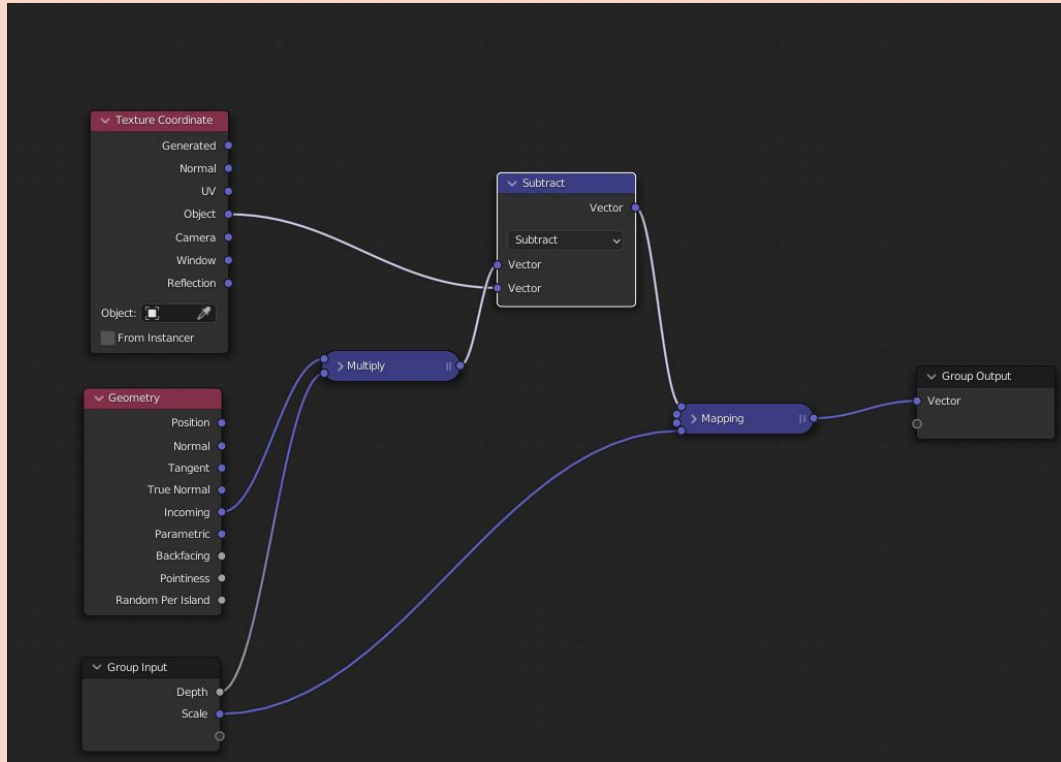 Texture Coordinate
Generated
Normal
UV
Object
Camera
Window
Reflection
Object:
From Instancer
Subtract
Vector
Subtract
Vector
Vector
Multiply
Geometry
Position
Normal
Tangent
True Normal
Incoming
Parametric
Backfacing
Pointiness
Random Per Island
Mapping
Group Output
Vector
Group Input
Depth
Scale